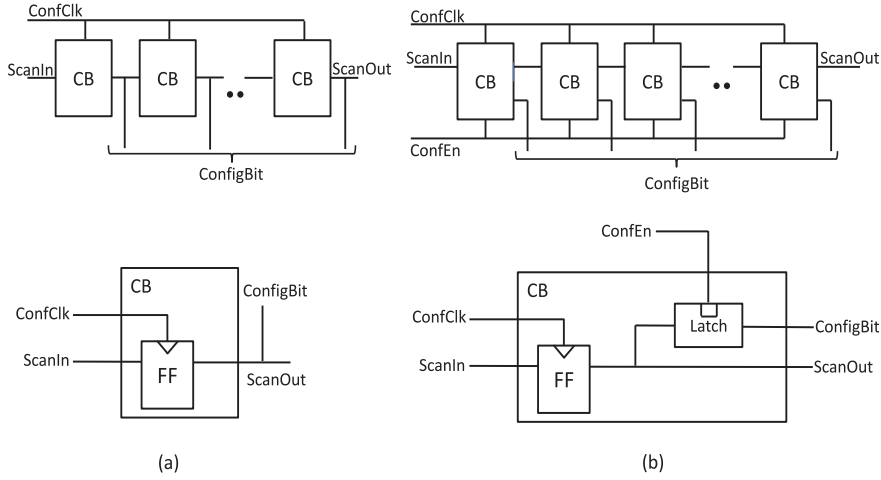 ConfClk
ScanIn
CB
CB
CB
ScanOut
ConfigBit
ConfClk
ScanIn
CB
CB
CB
CB
ScanOut
ConfEn
ConfigBit
CB
ConfigBit
ConfClk
ScanIn
FF
ScanOut
ConfEn
CB
ConfClk
Latch
ConfigBit
ScanIn
FF
ScanOut
(a)
(b)